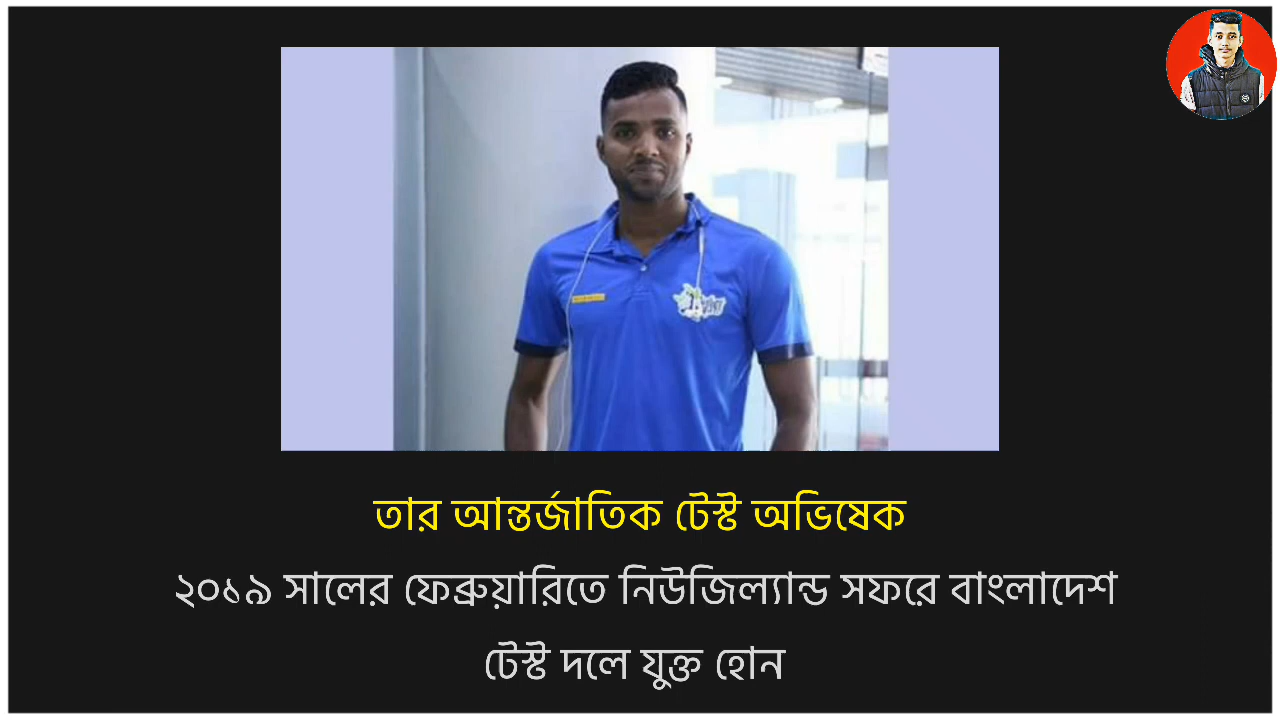 তার আন্তর্জাতিক টেস্ট অভিষেক
২০১৯ সালের ফেব্রুয়ারিতে নিউজিল্যান্ড সফরে বাংলাদেশ
টেস্ট দলে যুক্ত হোন